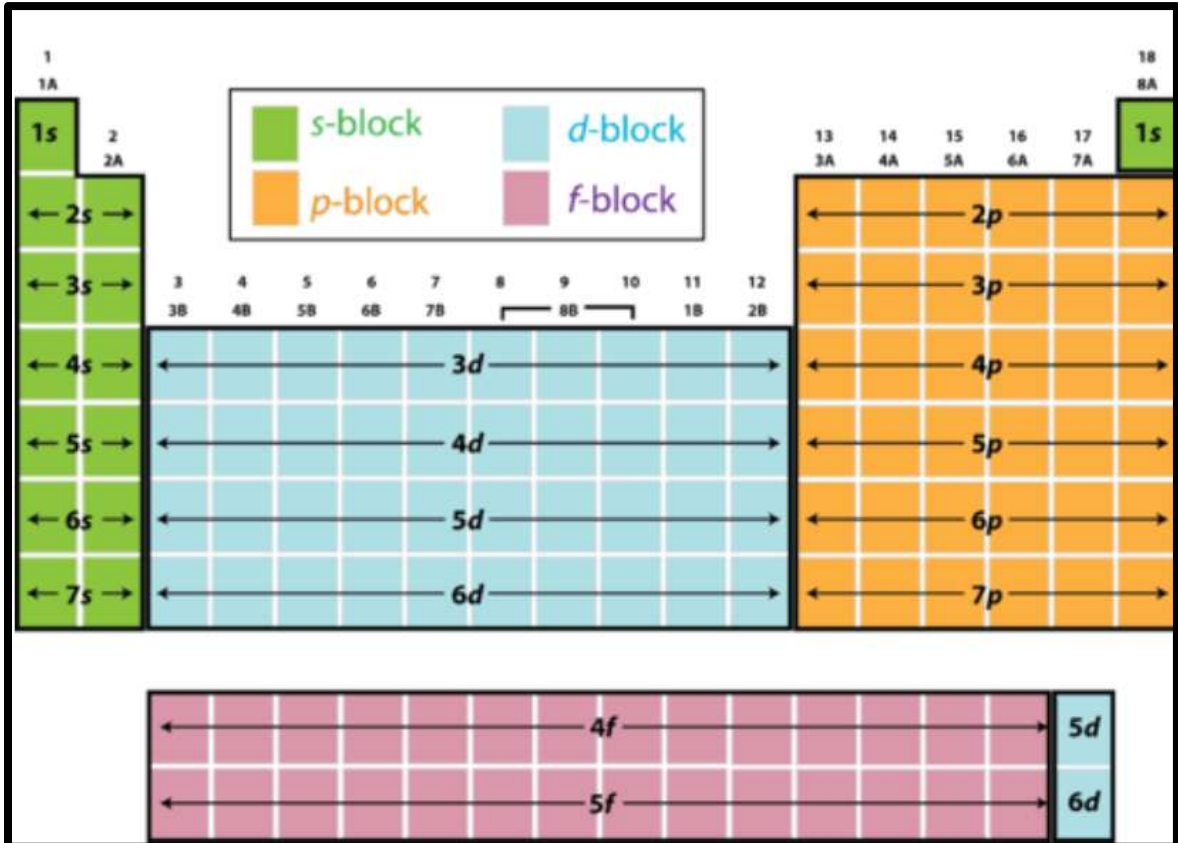 1 18
1A 8A
s-block d-block
1s 2 13 14 15 16 17 1s
2A 3A 4A 5A 6A 7A
p-block f-block
2s 2p
3 4 5 6 7 8 9 10 11 12
3s 3p
3B 4B 5B 6B 7B 8B 1B 2B
4s 3d 4p
5s 4d 5p
6s 5d 6p
7s 6d 7p
4f 5d
5f 6d